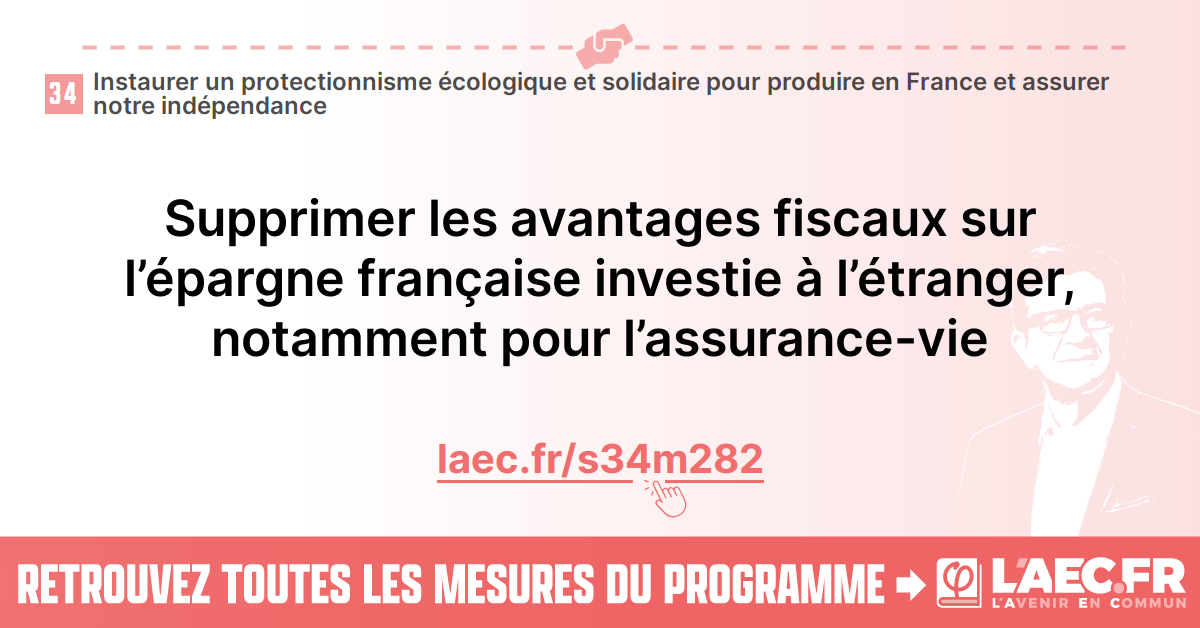 34
Instaurer un protectionnisme écologique et solidaire pour produire en France et assurer
notre indépendance
Supprimer les avantages fiscaux sur
l’épargne française investie à l’étranger,
notamment pour l’assurance-vie
laec.fr/s34m282
RETROUVEZ TOUTES LES MESURES DU PROGRAMME
φ
L'AEC.FR
L'AVENIR EN COMMUN